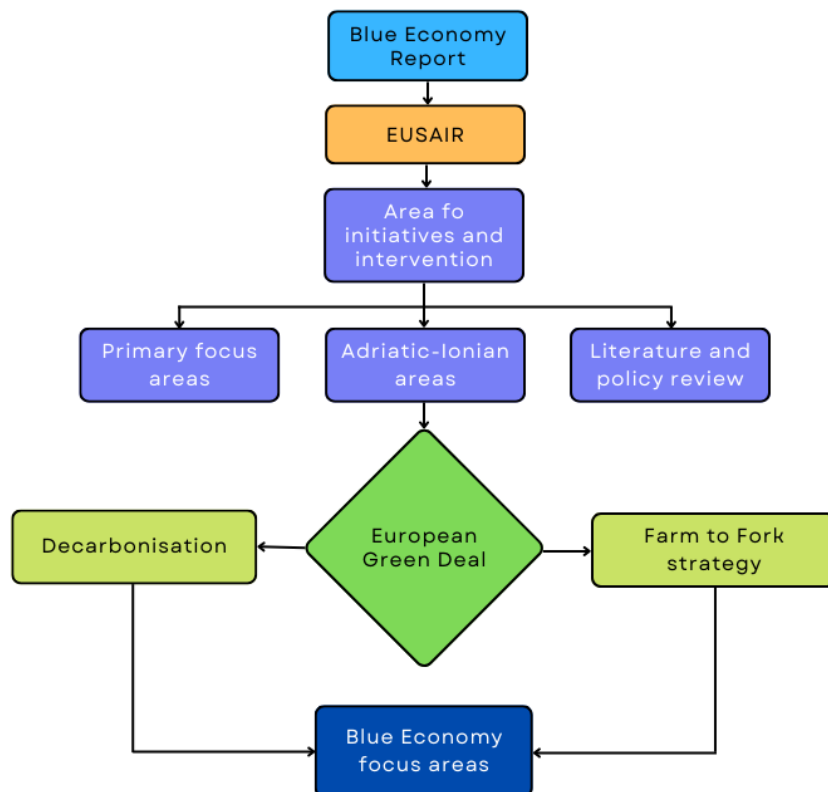 Blue Economy
Report
EUSAIR
Area fo
initiatives and
intervention
Primary focus
areas
Adriatic-Ionian
areas
Literature and
policy review
Decarbonisation
European
Green Deal
Farm to Fork
strategy
Blue Economy
focus areas